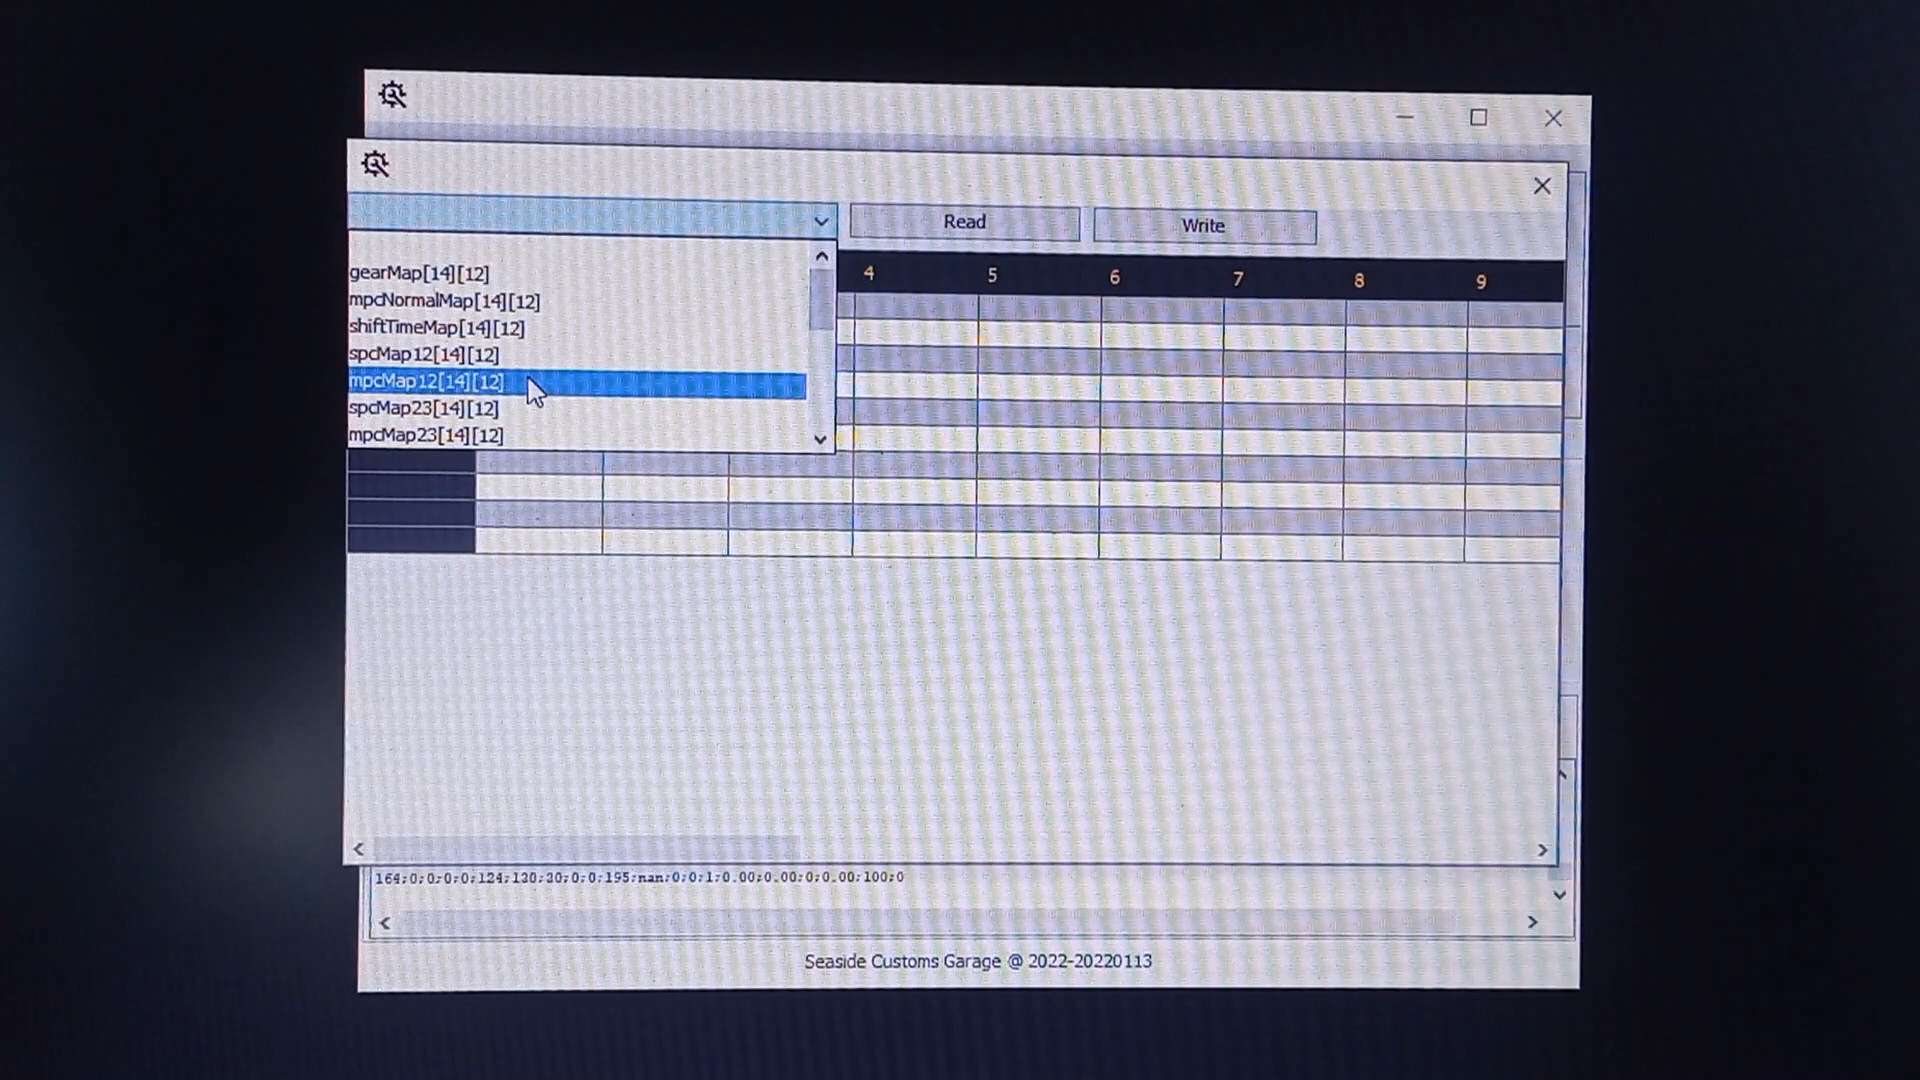 Read Write
4 5 6 7 8 9
gearMap[14][12]
mpcNormalMap[14][12]
shiftTimeMap[14][12]
spcMap12[14][12]
mpcMap12[14][12]
spcMap23[14][12]
mpcMap23[14][12]
164;0;0;0;0;124;130;30;0;0;195;nan;0;0;1;0.00;0.00;0;0.00;100;0
Seaside Customs Garage @ 2022-20220113